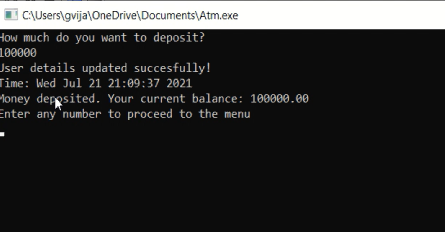 C:\Users\gvija\OneDrive\Documents\Atm.exe
How much do you want to deposit?
100000
User details updated succesfully!
Time: Wed Jul 21 21:09:37 2021
Money deposited. Your current balance: 100000.00
Enter any number to proceed to the menu